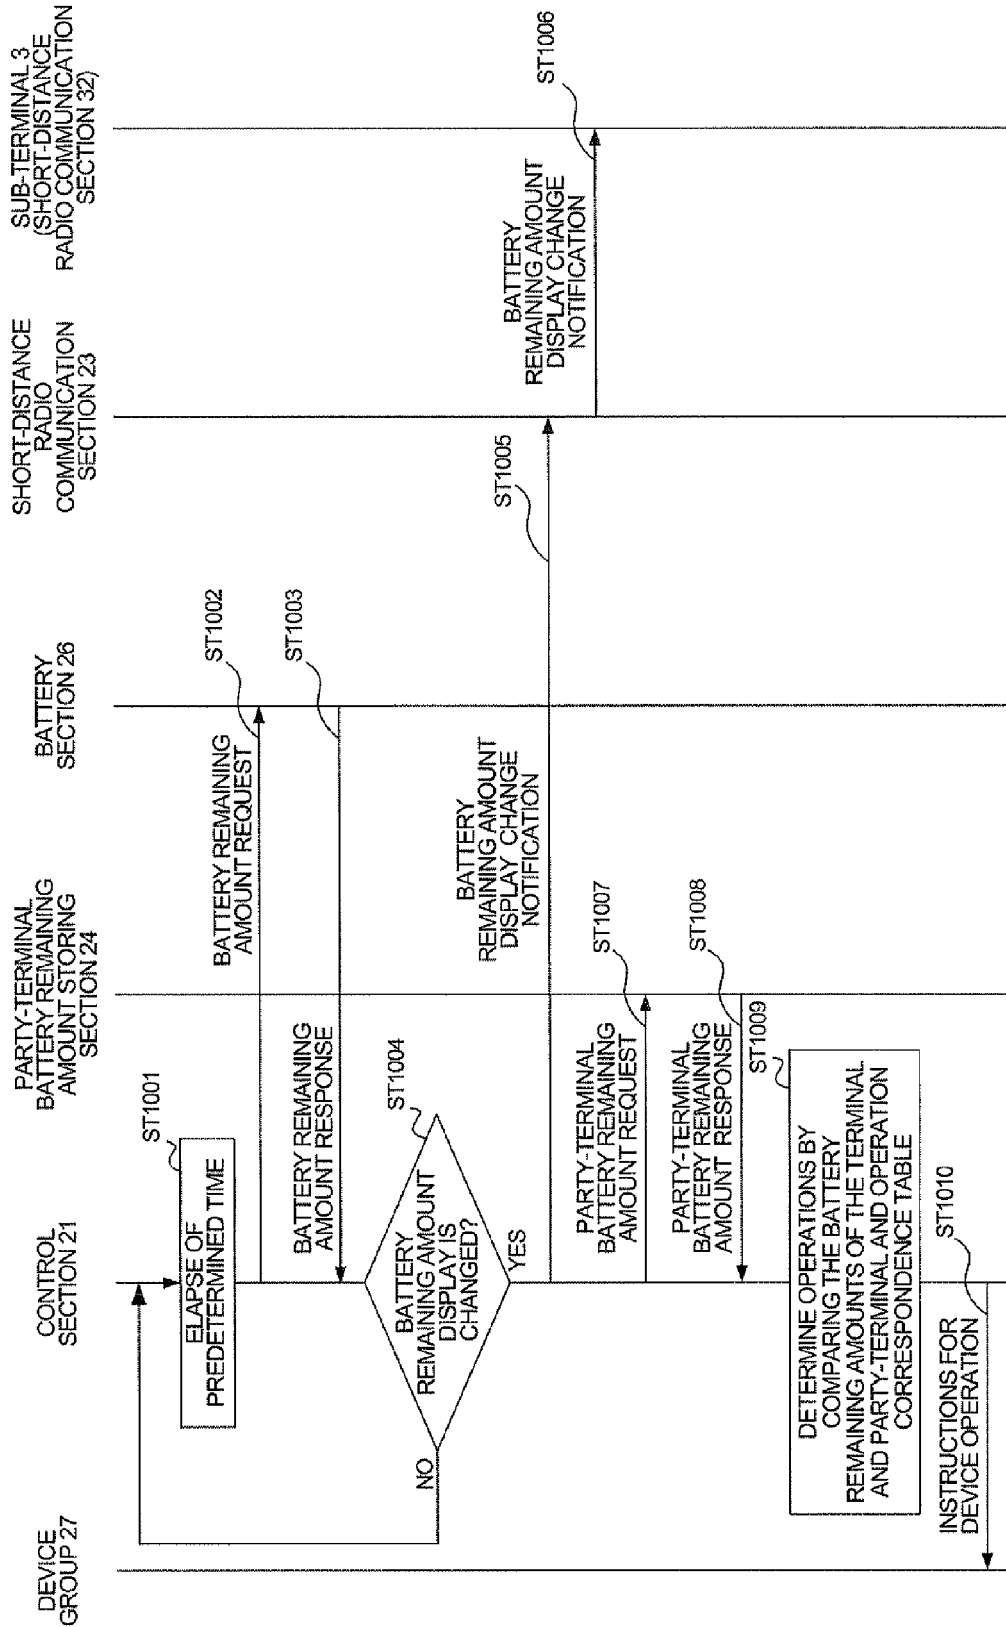 DEVICE
GROUP 27
CONTROL
SECTION 21
PARTY-TERMINAL
BATTERY REMAINING
AMOUNT STORING
SECTION 24
BATTERY
SECTION 26
SHORT-DISTANCE
RADIO
COMMUNICATION
SECTION 23
SUB-TERMINAL 3
(SHORT-DISTANCE
RADIO COMMUNICATION
SECTION 32)
ST1001
ELAPSE OF
PREDETERMINED TIME
BATTERY REMAINING
AMOUNT REQUEST
ST1002
BATTERY REMAINING
AMOUNT RESPONSE
ST1003
ST1004
BATTERY
REMAINING AMOUNT
DISPLAY IS
CHANGED?
NO
YES
BATTERY
REMAINING AMOUNT
DISPLAY CHANGE
NOTIFICATION
ST1005
BATTERY
REMAINING AMOUNT
DISPLAY CHANGE
NOTIFICATION
ST1006
PARTY-TERMINAL
BATTERY REMAINING
AMOUNT REQUEST
ST1007
PARTY-TERMINAL
BATTERY REMAINING
AMOUNT RESPONSE
ST1008
ST1009
DETERMINE OPERATIONS BY
COMPARING THE BATTERY
REMAINING AMOUNTS OF THE TERMINAL
AND PARTY-TERMINAL AND OPERATION
CORRESPONDENCE TABLE
INSTRUCTIONS FOR
DEVICE OPERATION
ST1010